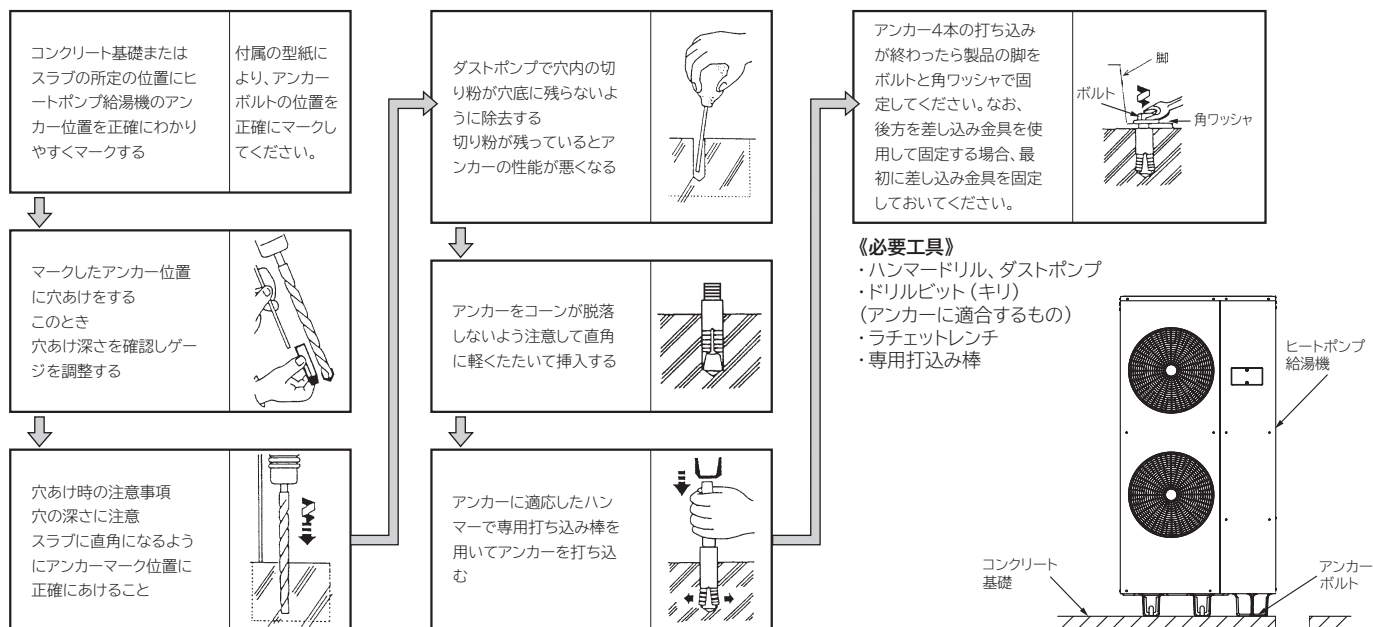 コンクリート基礎または
スラブの所定の位置にヒ
ートポンプ給湯機のアン
カー位置を正確にわかり
やすくマークする
付属の型紙に
より、アンカー
ボルトの位置を
正確にマークし
てください。
マークしたアンカー位置
に穴あけをする
このとき
穴あけ深さを確認しゲー
ジを調整する
穴あけ時の注意事項
穴の深さに注意
スラブに直角になるよう
にアンカーマーク位置に
正確にあけること
ダストポンプで穴内の切
り粉が穴底に残らないよ
うに除去する
切り粉が残っているとア
ンカーの性能が悪くなる
アンカーをコーンが脱落
しないよう注意して直角
に軽くたたいて挿入する
アンカーに適応したハン
マーで専用打ち込み棒を
用いてアンカーを打ち込
む
アンカー4本の打ち込み
が終わったら製品の脚を
ボルトと角ワッシャで固
定してください。なお、
後方を差し込み金具を使
用して固定する場合、最
初に差し込み金具を固定
しておいてください。
脚
ボルト
角ワッシャ
《必要工具》
・ハンマードリル、ダストポンプ
・ドリルビット（キリ）
（アンカーに適合するもの）
・ラチェットレンチ
・専用打込み棒
ヒートポンプ
給湯機
コンクリート
基礎
アンカー
ボルト